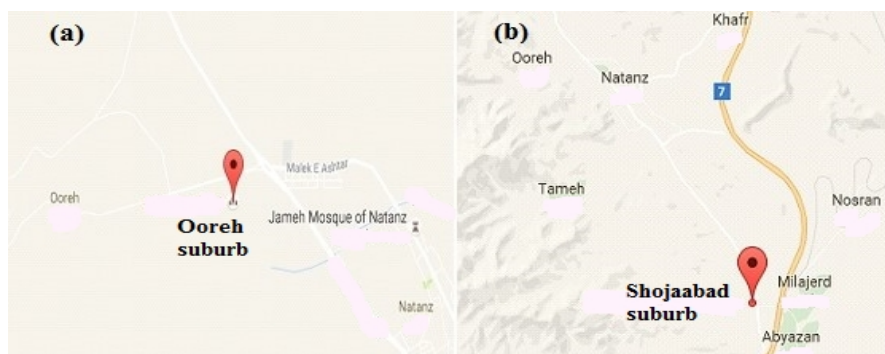 (a)
Malek E Ashtar
Ooreh
Jameh Mosque of Natanz
Ooreh
suburb
Natanz
(b)
Khafr
Ooreh
Natanz
7
Tameh
Nosran
Shojaabad
suburb
Milajerd
Abyazan